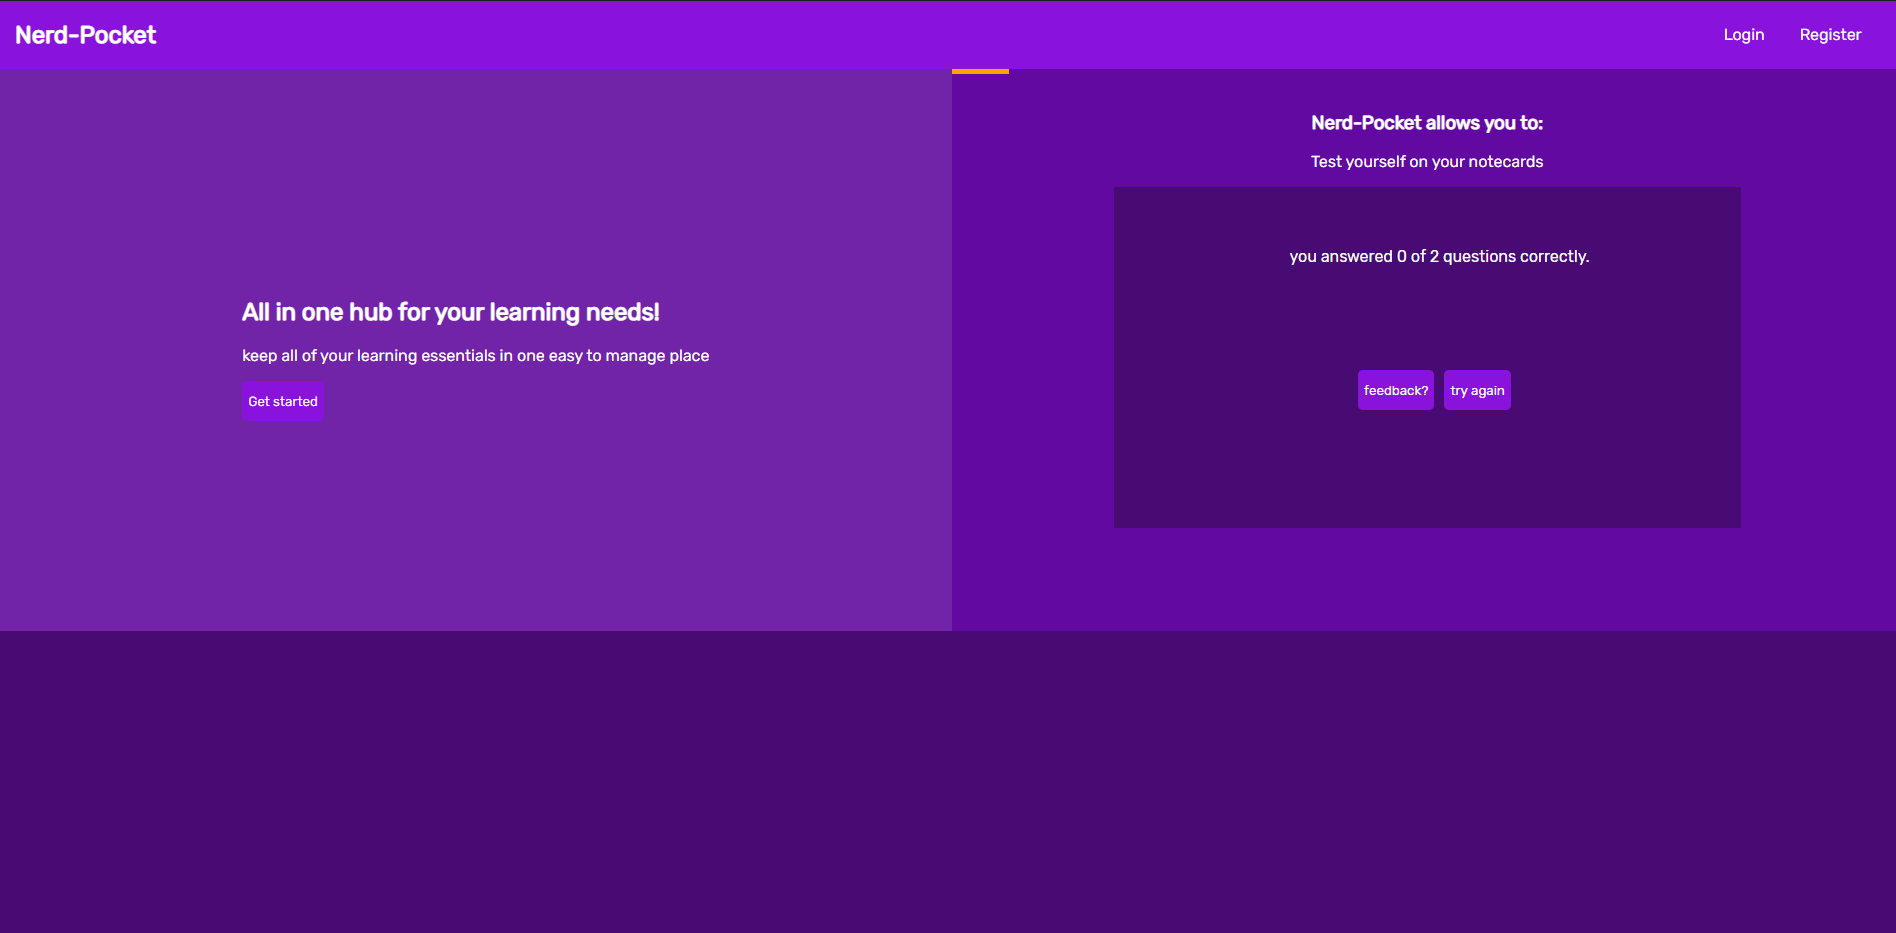 Nerd-Pocket
Login
Register
All in one hub for your learning needs!
keep all of your learning essentials in one easy to manage place
Get started
Nerd-Pocket allows you to:
Test yourself on your notecards
you answered 0 of 2 questions correctly.
feedback?
try again